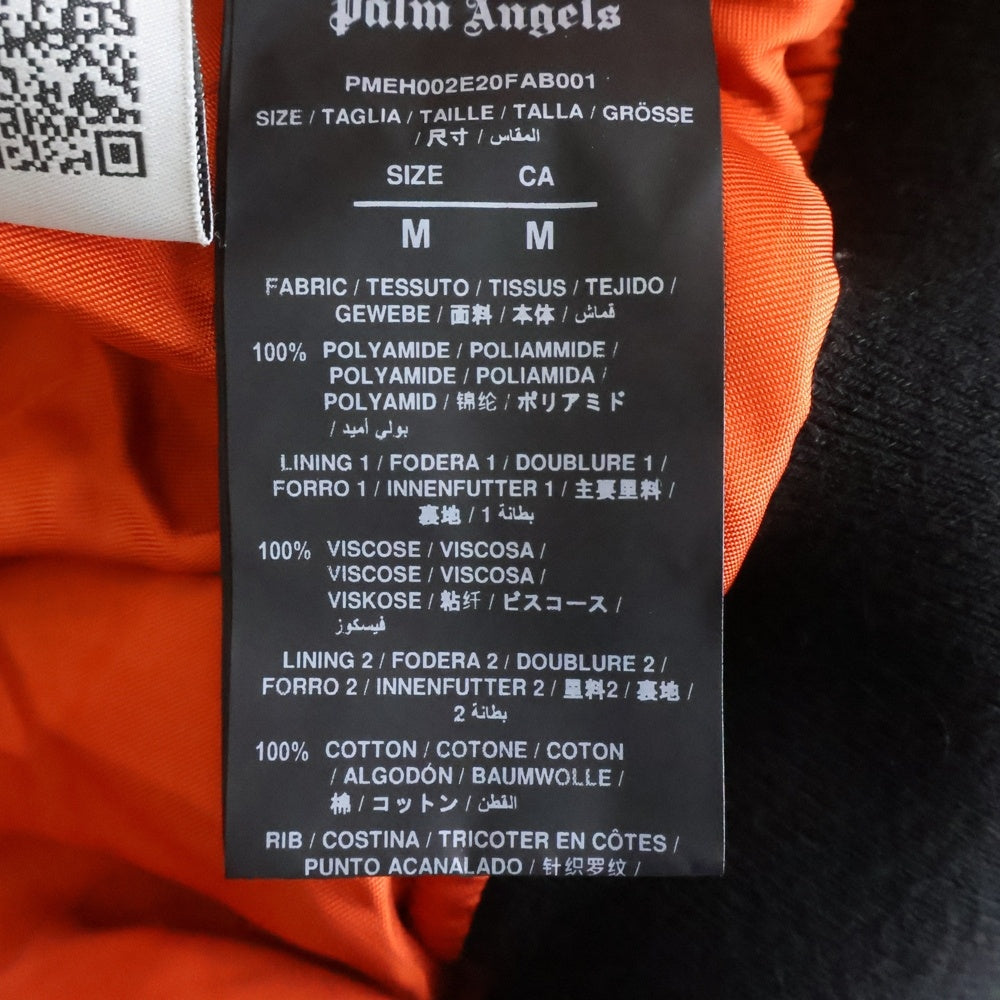 Palm Angels
PMEH002E20FAB001
SIZE / TAGLIA / TAILLE / TALLA / GRÖSSE
/ 尺寸 / المقاس
SIZE CA
M M
FABRIC / TESSUTO / TISSUS / TEJIDO /
GEWEBE / 面料 / 本体 / قماش
100% POLYAMIDE / POLIAMMIDE /
POLYAMIDE / POLIAMIDA /
POLYAMID / 锦纶 / ポリアミド
/ بولي أميد
LINING 1 / FODERA 1 / DOUBLURE 1 /
FORRO 1 / INNENFUTTER 1 / 主要里料 /
裏地 / بطانة 1
100% VISCOSE / VISCOSA /
VISCOSE / VISCOSA /
VISKOSE / 粘纤 / ビスコース /
فيسكوز
LINING 2 / FODERA 2 / DOUBLURE 2 /
FORRO 2 / INNENFUTTER 2 / 里料2 / 裏地 /
بطانة 2
100% COTTON / COTONE / COTON
/ ALGODÓN / BAUMWOLLE /
棉 / コットン / القطن
RIB / COSTINA / TRICOTER EN CÔTES /
PUNTO ACANALADO / 针织罗纹 /